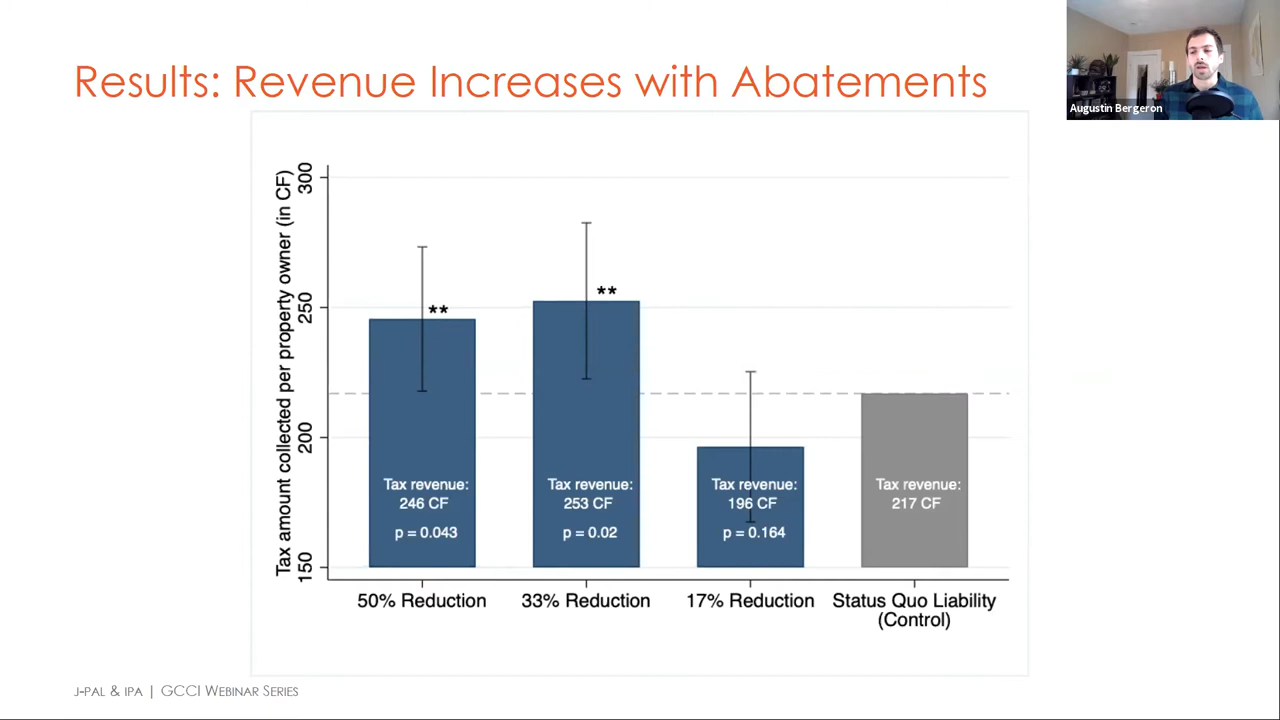 Results: Revenue Increases with Abatements
Augustin Bergeron
Tax amount collected per property owner (in CF)
300
250
200
150
**
**
Tax revenue:
246 CF
p = 0.043
Tax revenue:
253 CF
p = 0.02
Tax revenue:
196 CF
p = 0.164
Tax revenue:
217 CF
50% Reduction
33% Reduction
17% Reduction
Status Quo Liability
(Control)
J-PAL & IPA | GCCI WEBINAR SERIES